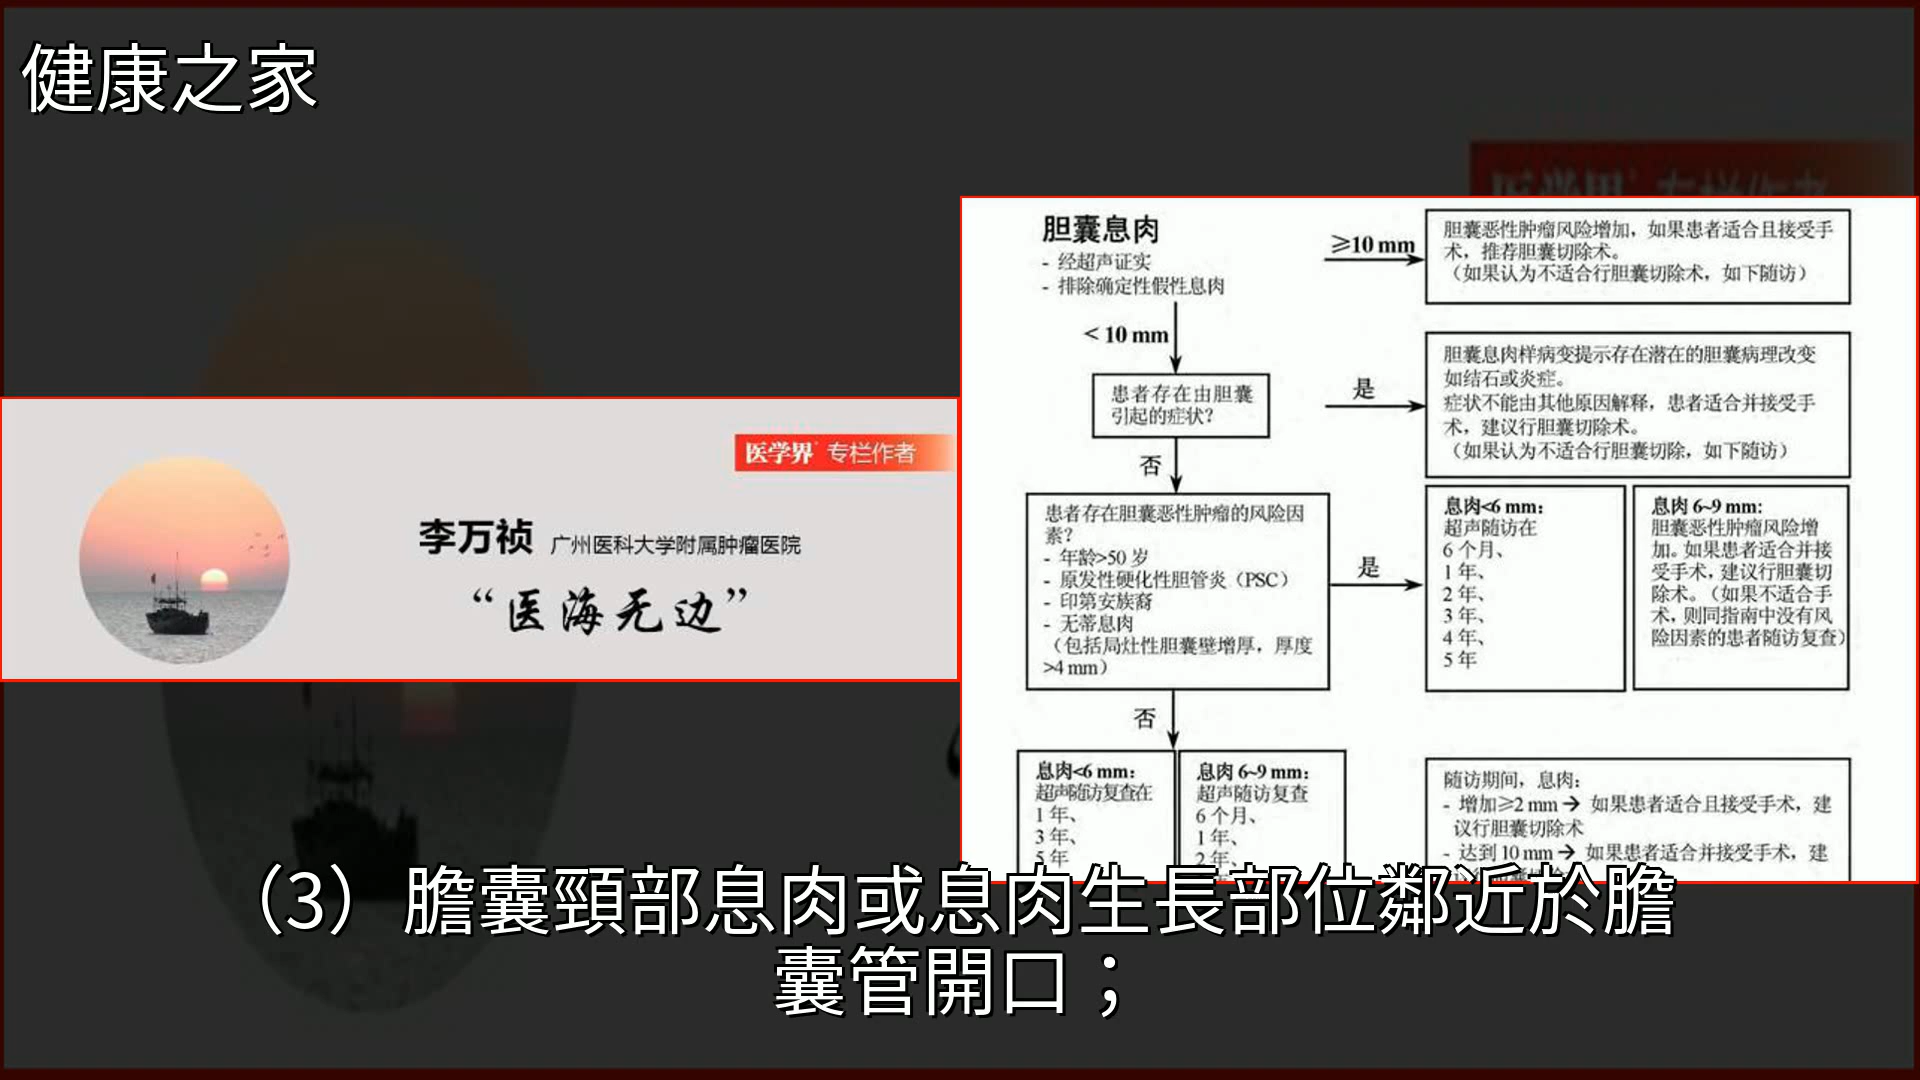 健康之家
医学界 专栏作者
李万祯 广州医科大学附属肿瘤医院
“医海无边”
胆囊息肉
- 经超声证实
- 排除确定性假性息肉
≥10 mm
胆囊恶性肿瘤风险增加，如果患者适合且接受手
术，推荐胆囊切除术。
（如果认为不适合行胆囊切除术，如下随访）
< 10 mm
患者存在由胆囊
引起的症状？
是
胆囊息肉样病变提示存在潜在的胆囊病理改变
如结石或炎症。
症状不能由其他原因解释，患者适合并接受手
术，建议行胆囊切除术。
（如果认为不适合行胆囊切除，如下随访）
否
患者存在胆囊恶性肿瘤的风险因
素？
- 年龄>50 岁
- 原发性硬化性胆管炎（PSC）
- 印第安族裔
- 无蒂息肉
（包括局灶性胆囊壁增厚，厚度
>4 mm）
是
息肉<6 mm：
超声随访在
6 个月、
1 年、
2 年、
3 年、
4 年、
5 年
息肉 6~9 mm:
胆囊恶性肿瘤风险增
加。如果患者适合并接
受手术，建议行胆囊切
除术。（如果不适合手
术，则同指南中没有风
险因素的患者随访复查）
否
息肉<6 mm：
超声随访复查在
1 年、
3 年、
5 年
息肉 6~9 mm：
超声随访复查
6 个月、
1 年、
2 年、
随访期间，息肉：
- 增加≥2 mm→ 如果患者适合且接受手术，建
议行胆囊切除术
- 达到 10 mm→ 如果患者适合并接受手术，建
（3）膽囊頸部息肉或息肉生長部位鄰近於膽
囊管開口；